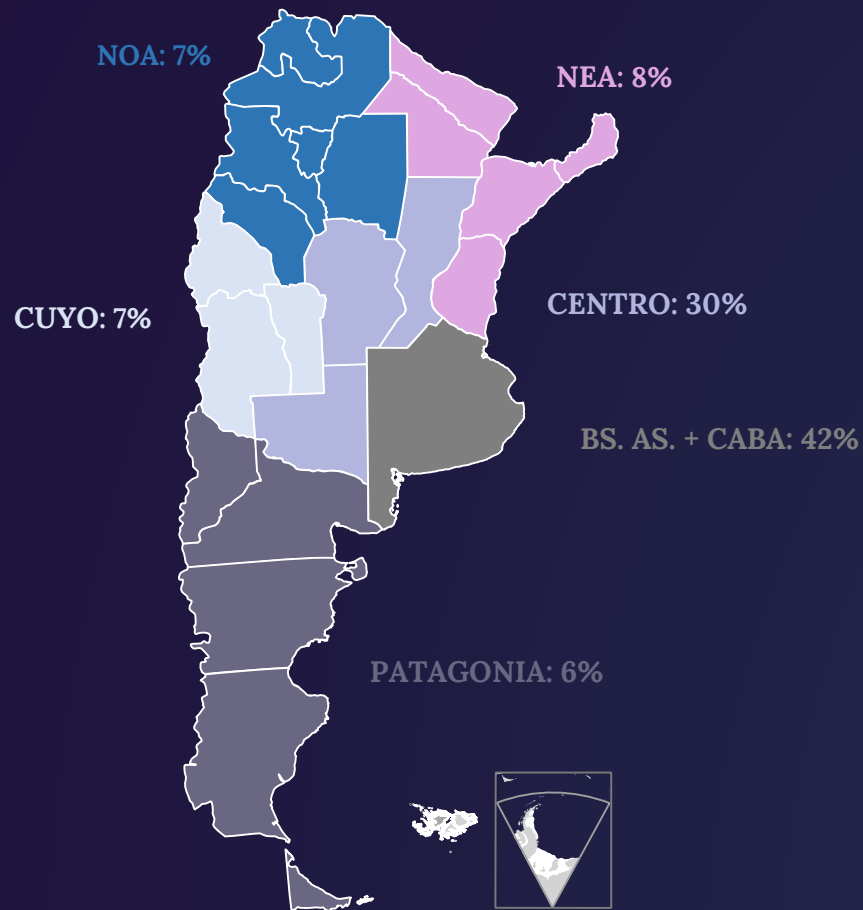 NOA: 7%
NEA: 8%
CENTRO: 30%
CUYO: 7%
BS. AS. + CABA: 42%
PATAGONIA: 6%